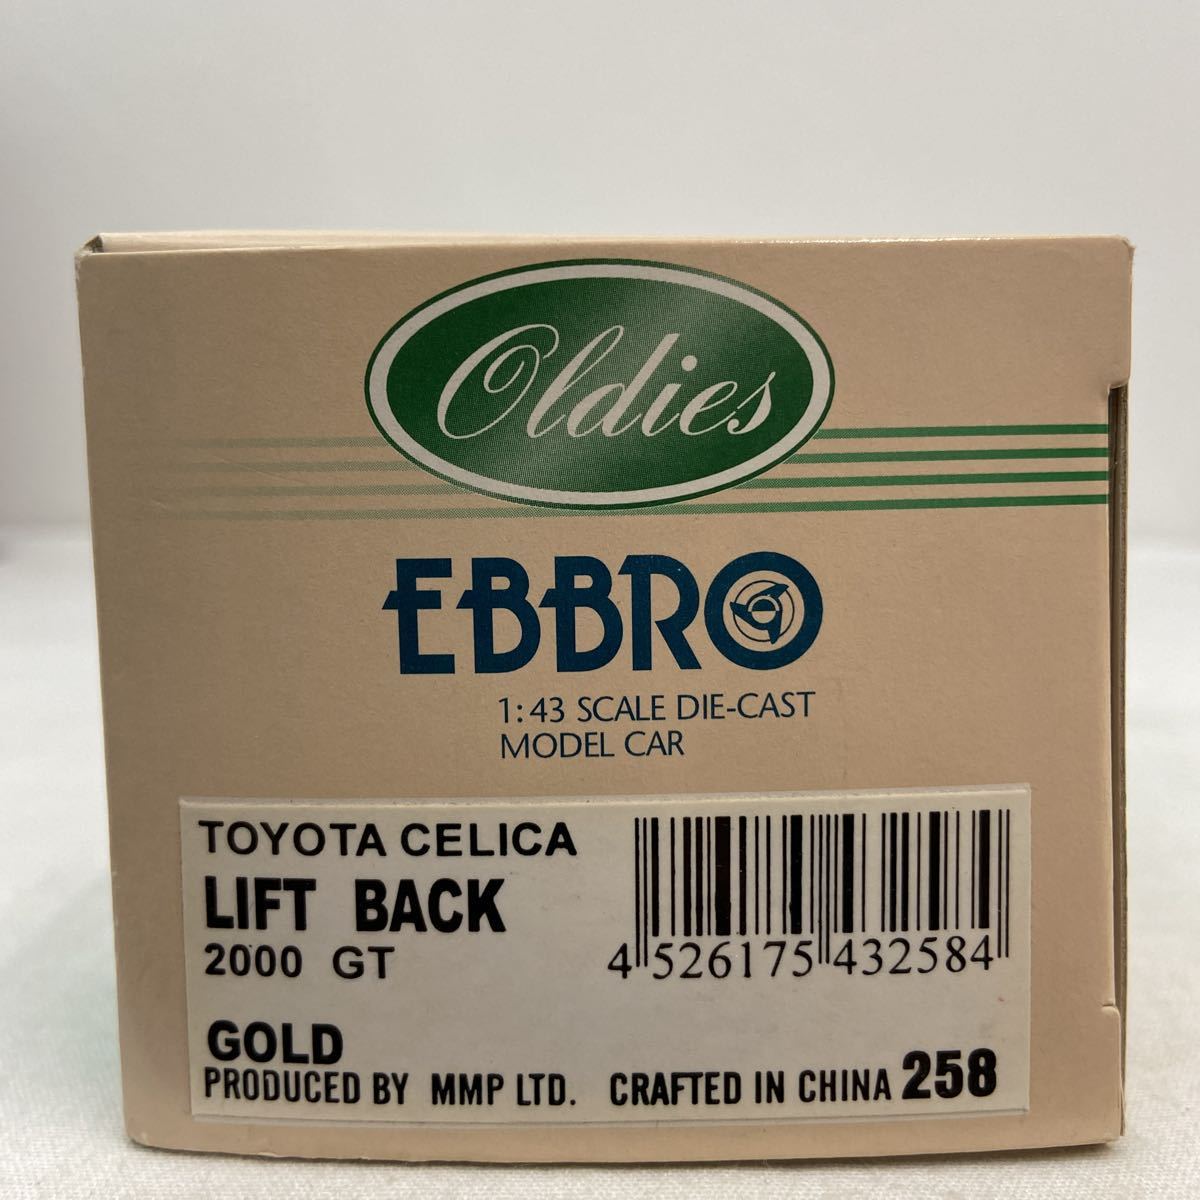 Oldies
EBBRO
1:43 SCALE DIE-CAST
MODEL CAR
TOYOTA CELICA
LIFT BACK
2000 GT
4 526175 432584
GOLD
PRODUCED BY MMP LTD. CRAFTED IN CHINA 258